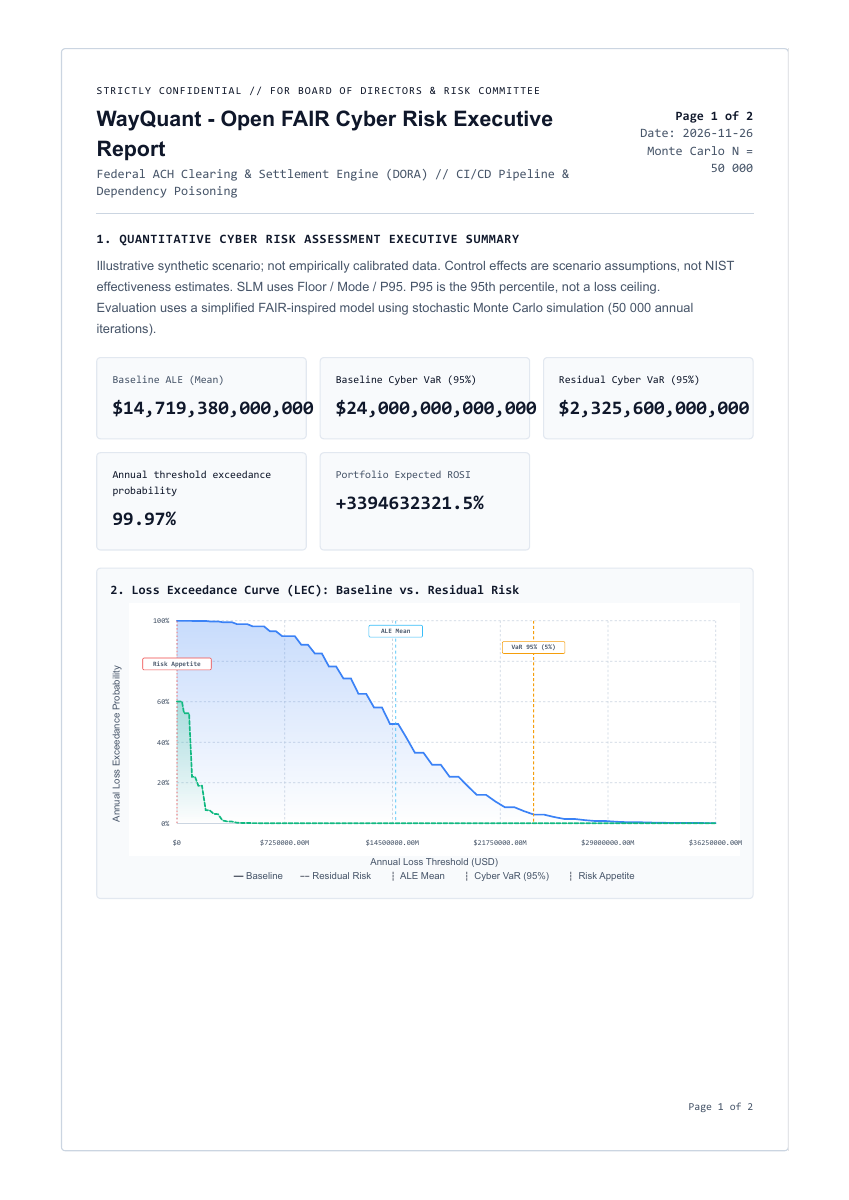 STRICTLY CONFIDENTIAL // FOR BOARD OF DIRECTORS & RISK COMMITTEE
WayQuant - Open FAIR Cyber Risk Executive
Report
Federal ACH Clearing & Settlement Engine (DORA) // CI/CD Pipeline &
Dependency Poisoning
Page 1 of 2
Date: 2026-11-26
Monte Carlo N =
50 000
1. QUANTITATIVE CYBER RISK ASSESSMENT EXECUTIVE SUMMARY
Illustrative synthetic scenario; not empirically calibrated data. Control effects are scenario assumptions, not NIST
effectiveness estimates. SLM uses Floor / Mode / P95. P95 is the 95th percentile, not a loss ceiling.
Evaluation uses a simplified FAIR-inspired model using stochastic Monte Carlo simulation (50 000 annual
iterations).
Baseline ALE (Mean)
$14,719,380,000,000
Baseline Cyber VaR (95%)
$24,000,000,000,000
Residual Cyber VaR (95%)
$2,325,600,000,000
Annual threshold exceedance
probability
99.97%
Portfolio Expected ROSI
+3394632321.5%
2. Loss Exceedance Curve (LEC): Baseline vs. Residual Risk
Annual Loss Exceedance Probability
100%
60%
40%
20%
0%
Risk Appetite
ALE Mean
VaR 95% (5%)
$0
$7250000.00M
$14500000.00M
$21750000.00M
$29000000.00M
$36250000.00M
Annual Loss Threshold (USD)
— Baseline
-- Residual Risk
┆ ALE Mean
┆ Cyber VaR (95%)
┆ Risk Appetite
Page 1 of 2